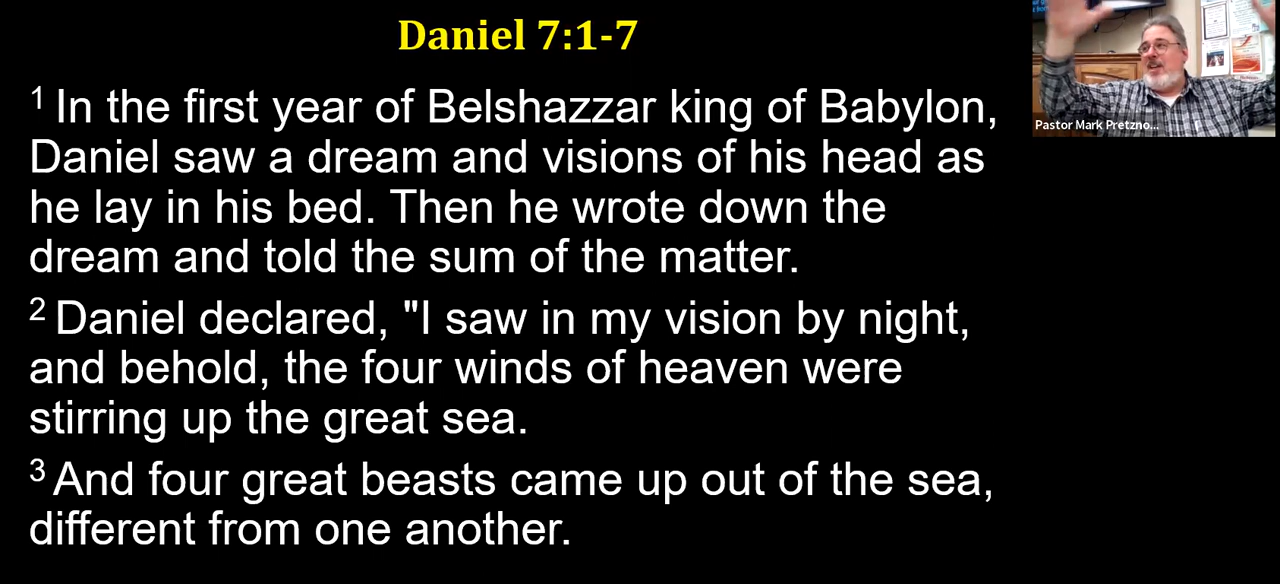 Daniel 7:1-7
1 In the first year of Belshazzar king of Babylon,
Daniel saw a dream and visions of his head as
he lay in his bed. Then he wrote down the
dream and told the sum of the matter.
2 Daniel declared, "I saw in my vision by night,
and behold, the four winds of heaven were
stirring up the great sea.
3 And four great beasts came up out of the sea,
different from one another.
Pastor Mark Pretzno...